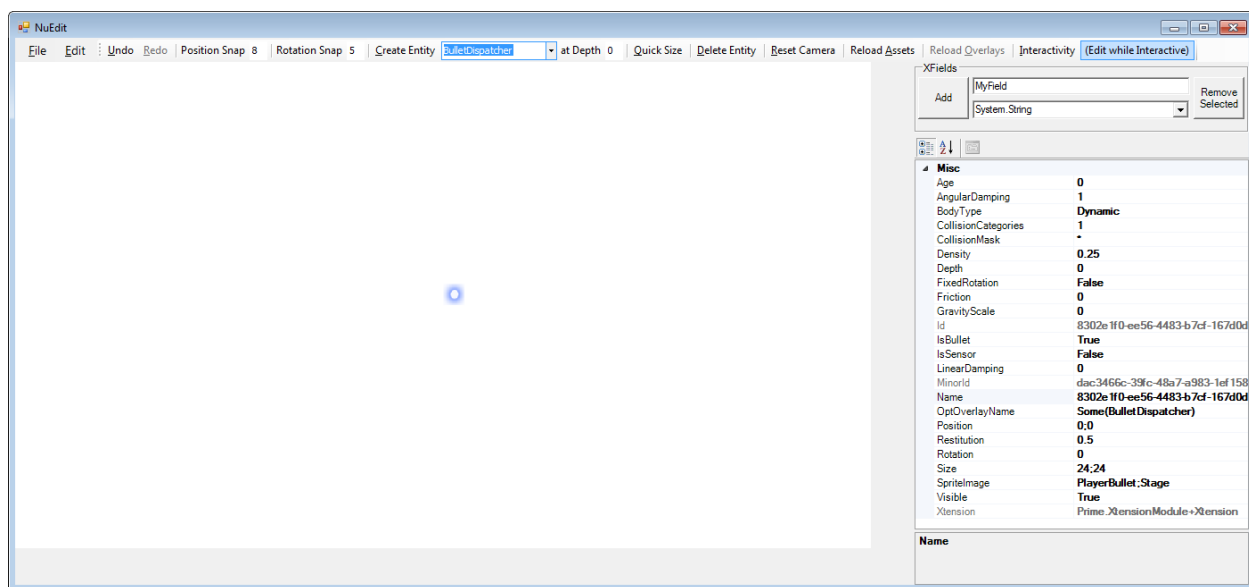 NuEdit
File Edit Undo Redo Position Snap 8 Rotation Snap 5 Create Entity BulletDispatcher at Depth 0 Quick Size Delete Entity Reset Camera Reload Assets Reload Overlays Interactivity (Edit while Interactive)
XFields
Add MyField System.String Remove Selected
Misc
Age 0
AngularDamping 1
BodyType Dynamic
CollisionCategories 1
CollisionMask *
Density 0.25
Depth 0
FixedRotation False
Friction 0
GravityScale 0
Id 8302e1f0-ee56-4483-b7cf-167d0d
IsBullet True
IsSensor False
LinearDamping 0
MinorId dac3466c-39fc-48a7-a983-1ef158
Name 8302e1f0-ee56-4483-b7cf-167d0d
OptOverlayName Some(BulletDispatcher)
Position 0;0
Restitution 0.5
Rotation 0
Size 24;24
SpriteImage PlayerBullet;Stage
Visible True
Xtension Prime.XtensionModule+Xtension
Name